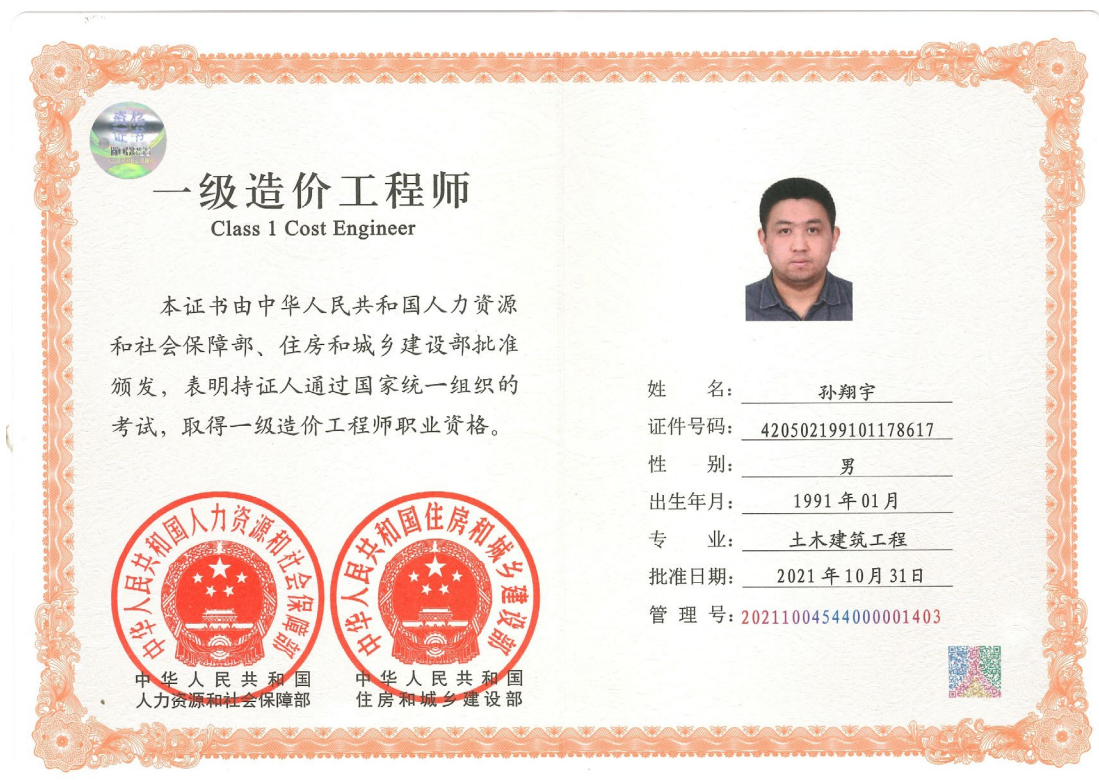 一级造价工程师
Class 1 Cost Engineer
本证书由中华人民共和国人力资源
和社会保障部、住房和城乡建设部批准
颁发，表明持证人通过国家统一组织的
考试，取得一级造价工程师职业资格。
中华人民共和国人力资源和社会保障部
中华人民共和国
人力资源和社会保障部
中华人民共和国住房和城乡建设部
中华人民共和国
住房和城乡建设部
姓 名： 孙翔宇
证件号码： 420502199101178617
性 别： 男
出生年月： 1991年01月
专 业： 土木建筑工程
批准日期： 2021年10月31日
管 理 号： 20211004544000001403